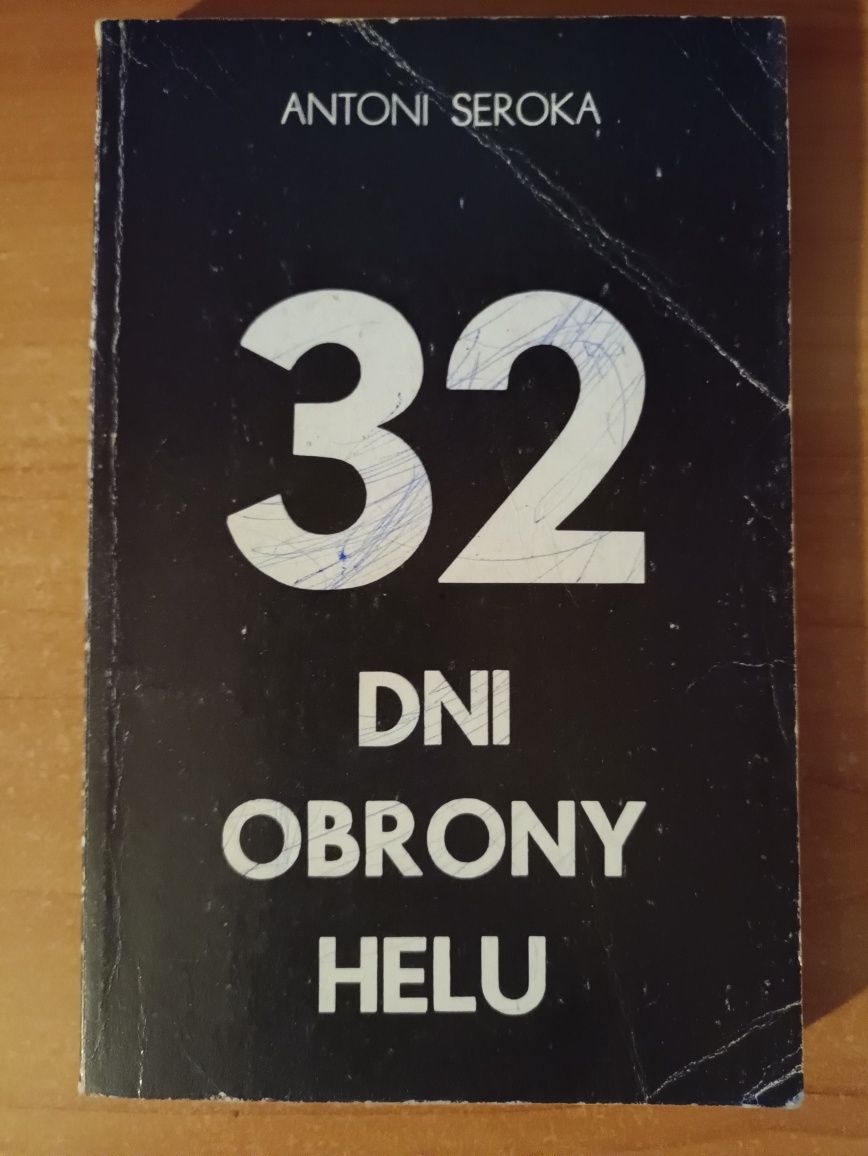 ANTONI SEROKA
32
DNI
OBRONY
HELU